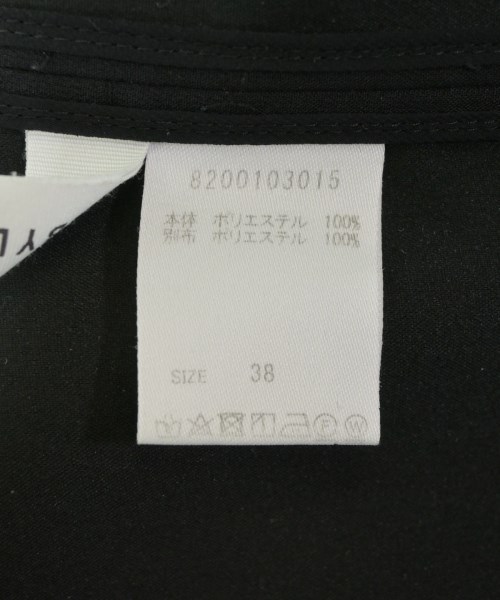 8200103015
本体 ポリエステル 100%
別布 ポリエステル 100%
SIZE 38
F W